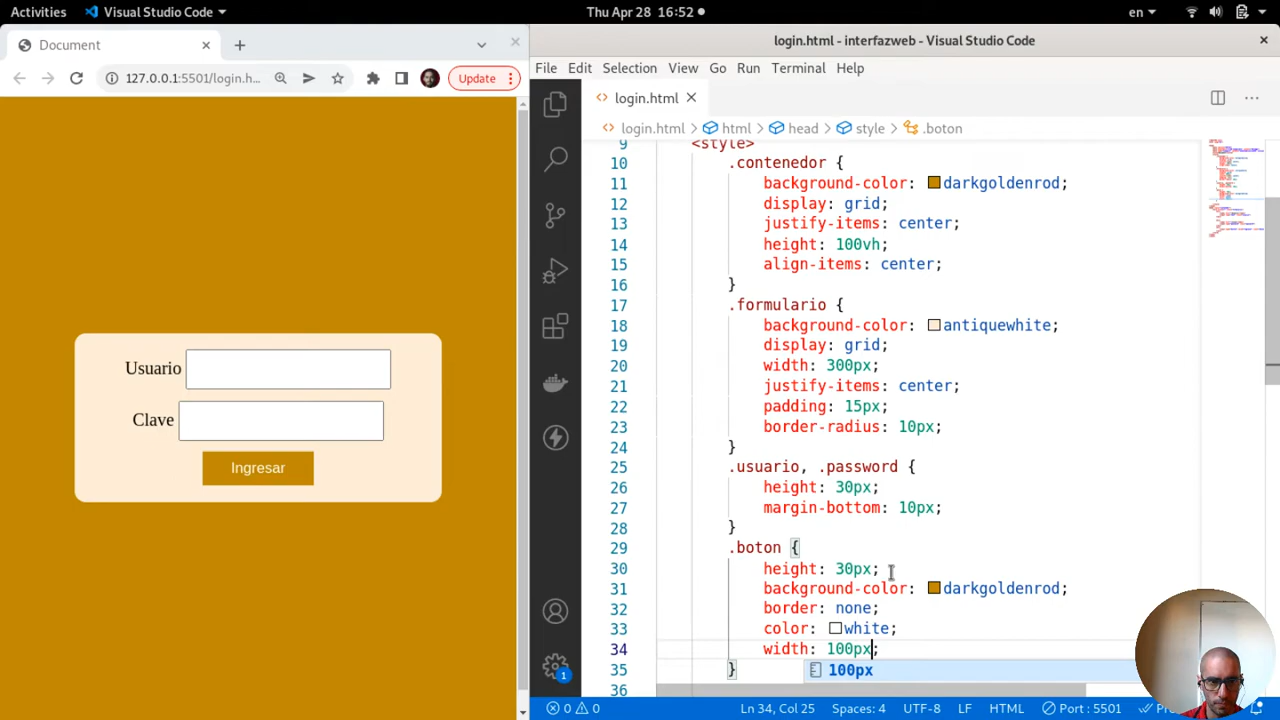 Activities
Visual Studio Code
Thu Apr 28 16:52
en
Document
127.0.0.1:5501/login.h...
Update
login.html - interfazweb - Visual Studio Code
File Edit Selection View Go Run Terminal Help
login.html
login.html > html > head > style > .boton
9 <style>
10 .contenedor {
11 background-color: darkgoldenrod;
12 display: grid;
13 justify-items: center;
14 height: 100vh;
15 align-items: center;
16 }
17 .formulario {
18 background-color: antiquewhite;
19 display: grid;
20 width: 300px;
21 justify-items: center;
22 padding: 15px;
23 border-radius: 10px;
24 }
25 .usuario, .password {
26 height: 30px;
27 margin-bottom: 10px;
28 }
29 .boton {
30 height: 30px;
31 background-color: darkgoldenrod;
32 border: none;
33 color: white;
34 width: 100px;
35 }
100px
36
Usuario
Clave
Ingresar
1
0 0
Ln 34, Col 25
Spaces: 4
UTF-8
LF
HTML
Port: 5501